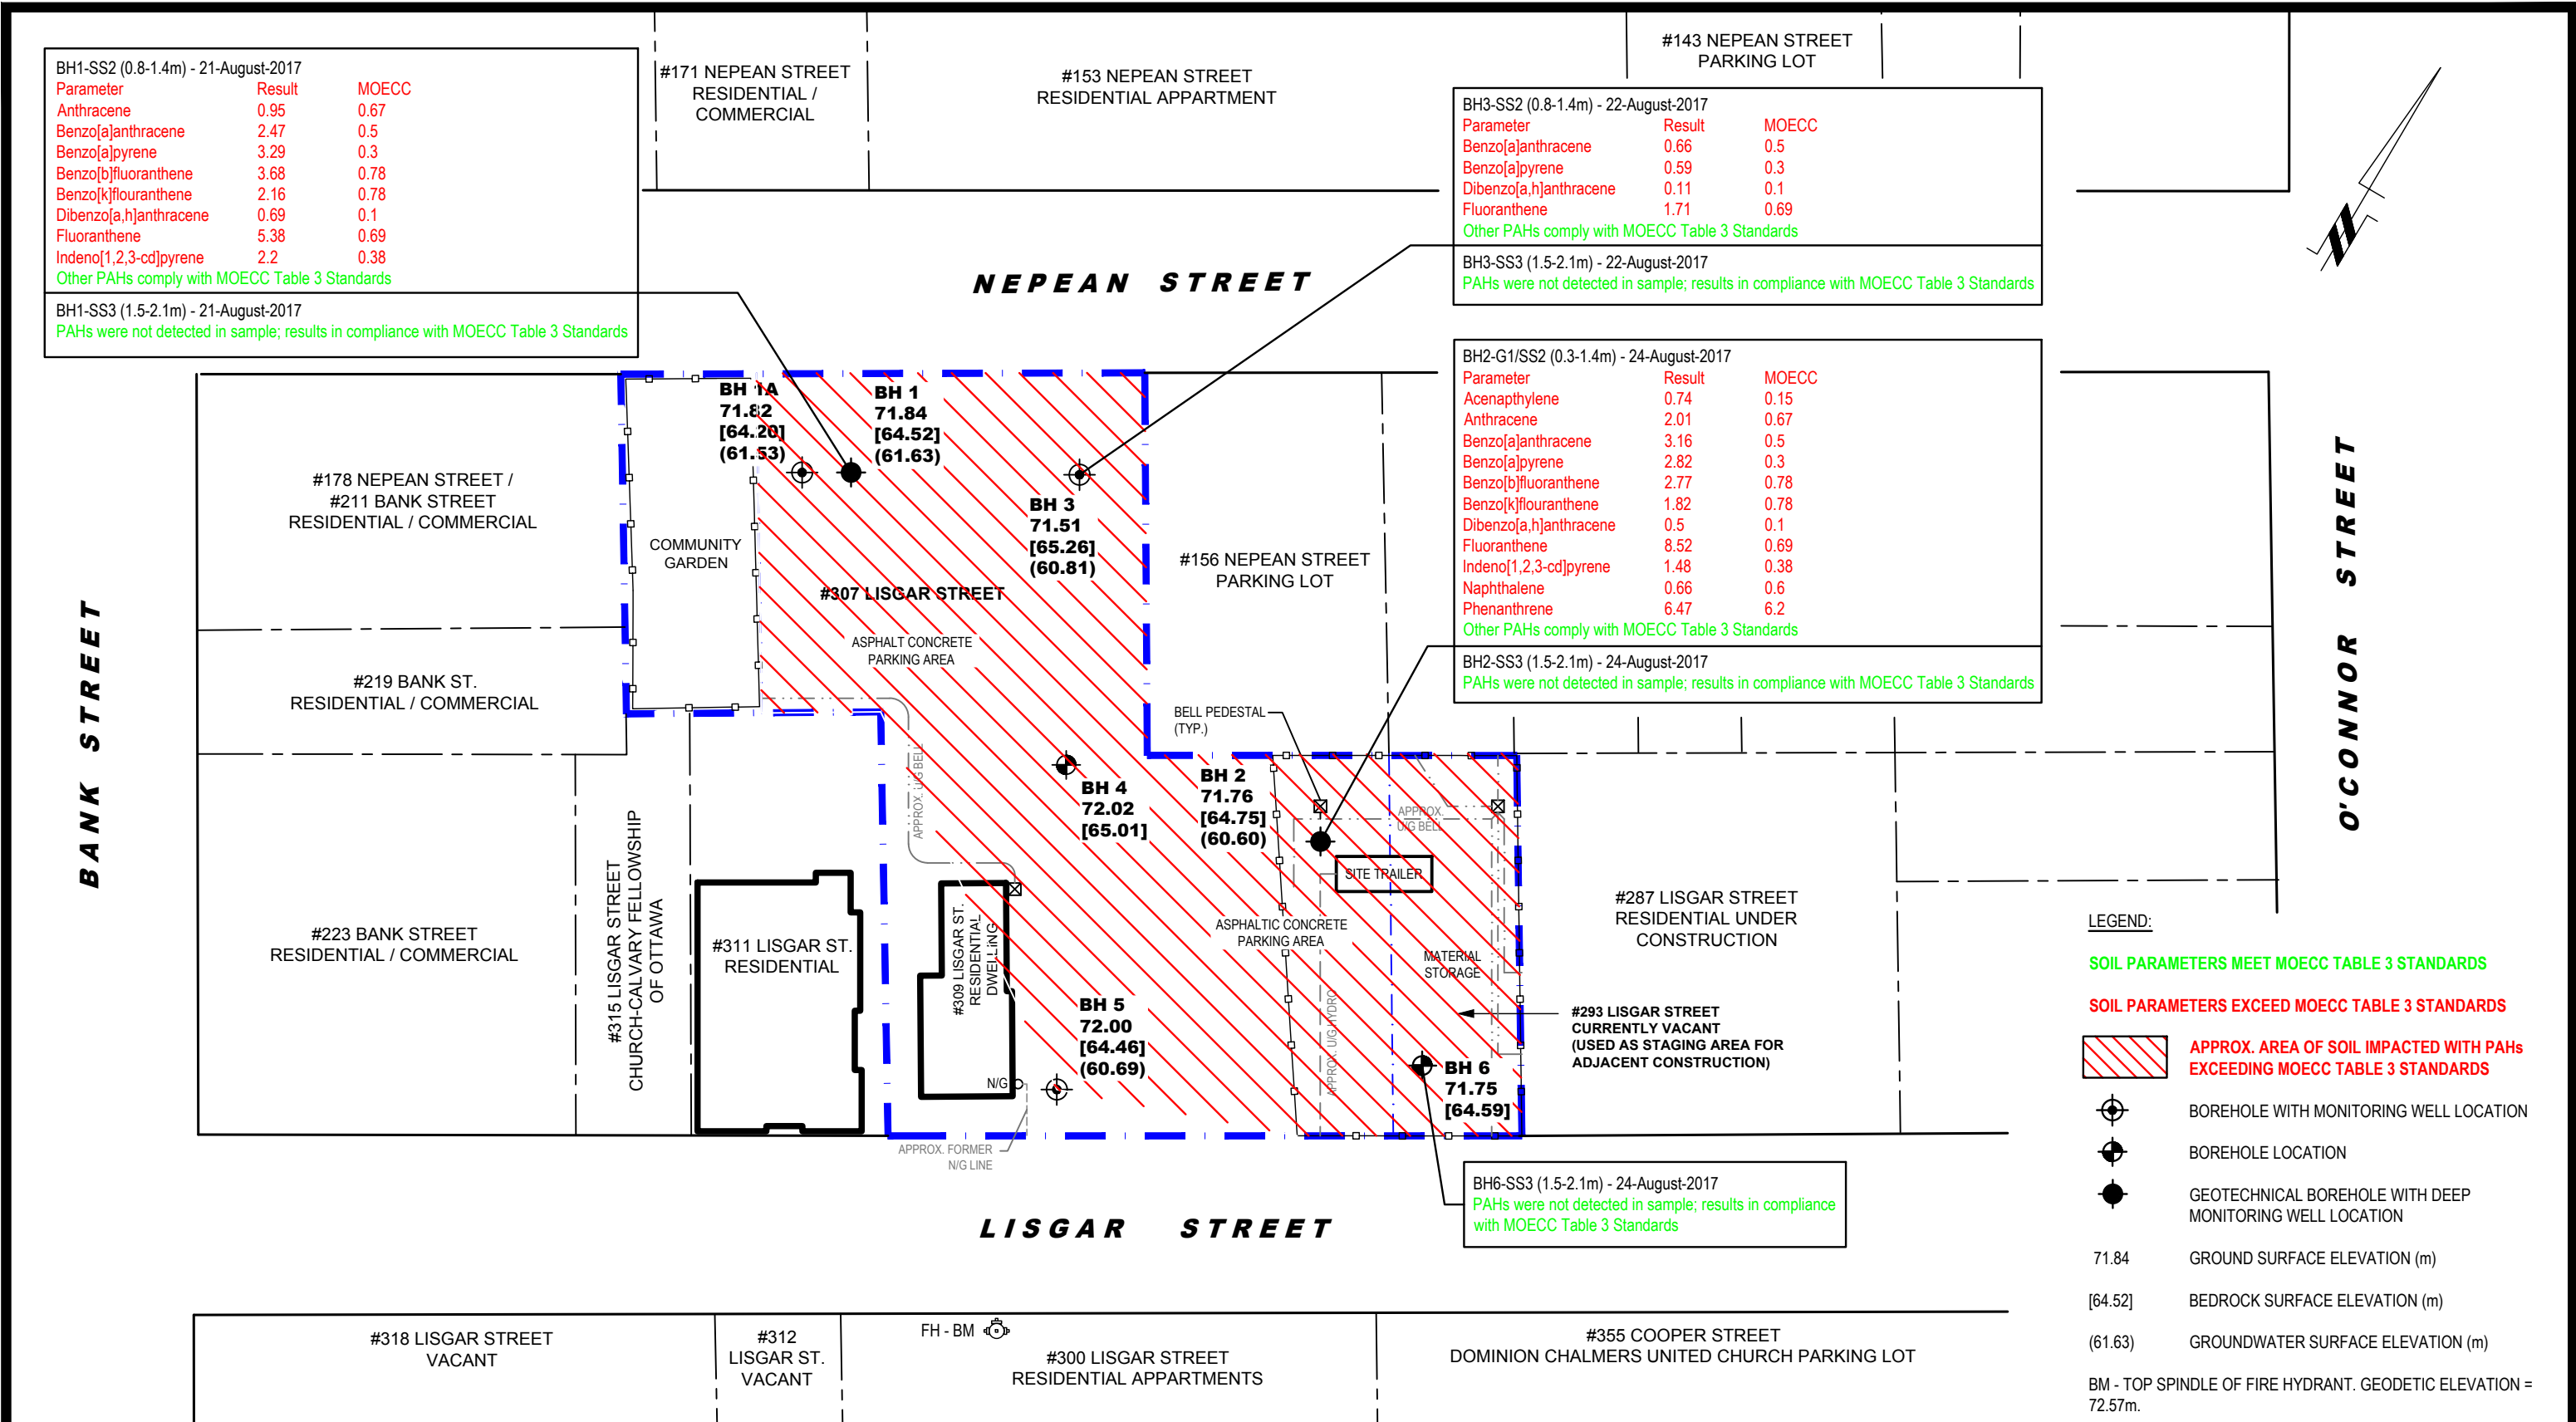 BH1-SS2 (0.8-1.4m) - 21-August-2017
Parameter Result MOECC
Anthracene 0.95 0.67
Benzo[a]anthracene 2.47 0.5
Benzo[a]pyrene 3.29 0.3
Benzo[b]fluoranthene 3.68 0.78
Benzo[k]flouranthene 2.16 0.78
Dibenzo[a,h]anthracene 0.69 0.1
Fluoranthene 5.38 0.69
Indeno[1,2,3-cd]pyrene 2.2 0.38
Other PAHs comply with MOECC Table 3 Standards
BH1-SS3 (1.5-2.1m) - 21-August-2017
PAHs were not detected in sample; results in compliance with MOECC Table 3 Standards
#171 NEPEAN STREET
RESIDENTIAL /
COMMERCIAL
#153 NEPEAN STREET
RESIDENTIAL APPARTMENT
#143 NEPEAN STREET
PARKING LOT
BH3-SS2 (0.8-1.4m) - 22-August-2017
Parameter Result MOECC
Benzo[a]anthracene 0.66 0.5
Benzo[a]pyrene 0.59 0.3
Dibenzo[a,h]anthracene 0.11 0.1
Fluoranthene 1.71 0.69
Other PAHs comply with MOECC Table 3 Standards
BH3-SS3 (1.5-2.1m) - 22-August-2017
PAHs were not detected in sample; results in compliance with MOECC Table 3 Standards
NEPEAN STREET
BH2-G1/SS2 (0.3-1.4m) - 24-August-2017
Parameter Result MOECC
Acenapthylene 0.74 0.15
Anthracene 2.01 0.67
Benzo[a]anthracene 3.16 0.5
Benzo[a]pyrene 2.82 0.3
Benzo[b]fluoranthene 2.77 0.78
Benzo[k]flouranthene 1.82 0.78
Dibenzo[a,h]anthracene 0.5 0.1
Fluoranthene 8.52 0.69
Indeno[1,2,3-cd]pyrene 1.48 0.38
Naphthalene 0.66 0.6
Phenanthrene 6.47 6.2
Other PAHs comply with MOECC Table 3 Standards
BH2-SS3 (1.5-2.1m) - 24-August-2017
PAHs were not detected in sample; results in compliance with MOECC Table 3 Standards
BH 1A
71.82
[64.20]
(61.53)
BH 1
71.84
[64.52]
(61.63)
BH 3
71.51
[65.26]
(60.81)
#178 NEPEAN STREET /
#211 BANK STREET
RESIDENTIAL / COMMERCIAL
COMMUNITY
GARDEN
#307 LISGAR STREET
ASPHALT CONCRETE
PARKING AREA
#156 NEPEAN STREET
PARKING LOT
BANK STREET
O'CONNOR STREET
#219 BANK ST.
RESIDENTIAL / COMMERCIAL
BELL PEDESTAL
(TYP.)
APPROX. U/G BELL
BH 4
72.02
[65.01]
BH 2
71.76
[64.75]
(60.60)
APPROX.
U/G BELL
SITE TRAILER
#223 BANK STREET
RESIDENTIAL / COMMERCIAL
#315 LISGAR STREET
CHURCH-CALVARY FELLOWSHIP
OF OTTAWA
#311 LISGAR ST.
RESIDENTIAL
#309 LISGAR ST.
RESIDENTIAL
DWELLING
ASPHALTIC CONCRETE
PARKING AREA
MATERIAL
STORAGE
APPROX. U/G HYDRO
#287 LISGAR STREET
RESIDENTIAL UNDER
CONSTRUCTION
#293 LISGAR STREET
CURRENTLY VACANT
(USED AS STAGING AREA FOR
ADJACENT CONSTRUCTION)
BH 5
72.00
[64.46]
(60.69)
N/G
BH 6
71.75
[64.59]
APPROX. FORMER
N/G LINE
BH6-SS3 (1.5-2.1m) - 24-August-2017
PAHs were not detected in sample; results in compliance
with MOECC Table 3 Standards
LISGAR STREET
#318 LISGAR STREET
VACANT
#312
LISGAR ST.
VACANT
FH - BM
#300 LISGAR STREET
RESIDENTIAL APPARTMENTS
#355 COOPER STREET
DOMINION CHALMERS UNITED CHURCH PARKING LOT
LEGEND:
SOIL PARAMETERS MEET MOECC TABLE 3 STANDARDS
SOIL PARAMETERS EXCEED MOECC TABLE 3 STANDARDS
APPROX. AREA OF SOIL IMPACTED WITH PAHs
EXCEEDING MOECC TABLE 3 STANDARDS
BOREHOLE WITH MONITORING WELL LOCATION
BOREHOLE LOCATION
GEOTECHNICAL BOREHOLE WITH DEEP
MONITORING WELL LOCATION
71.84 GROUND SURFACE ELEVATION (m)
[64.52] BEDROCK SURFACE ELEVATION (m)
(61.63) GROUNDWATER SURFACE ELEVATION (m)
BM - TOP SPINDLE OF FIRE HYDRANT. GEODETIC ELEVATION =
72.57m.